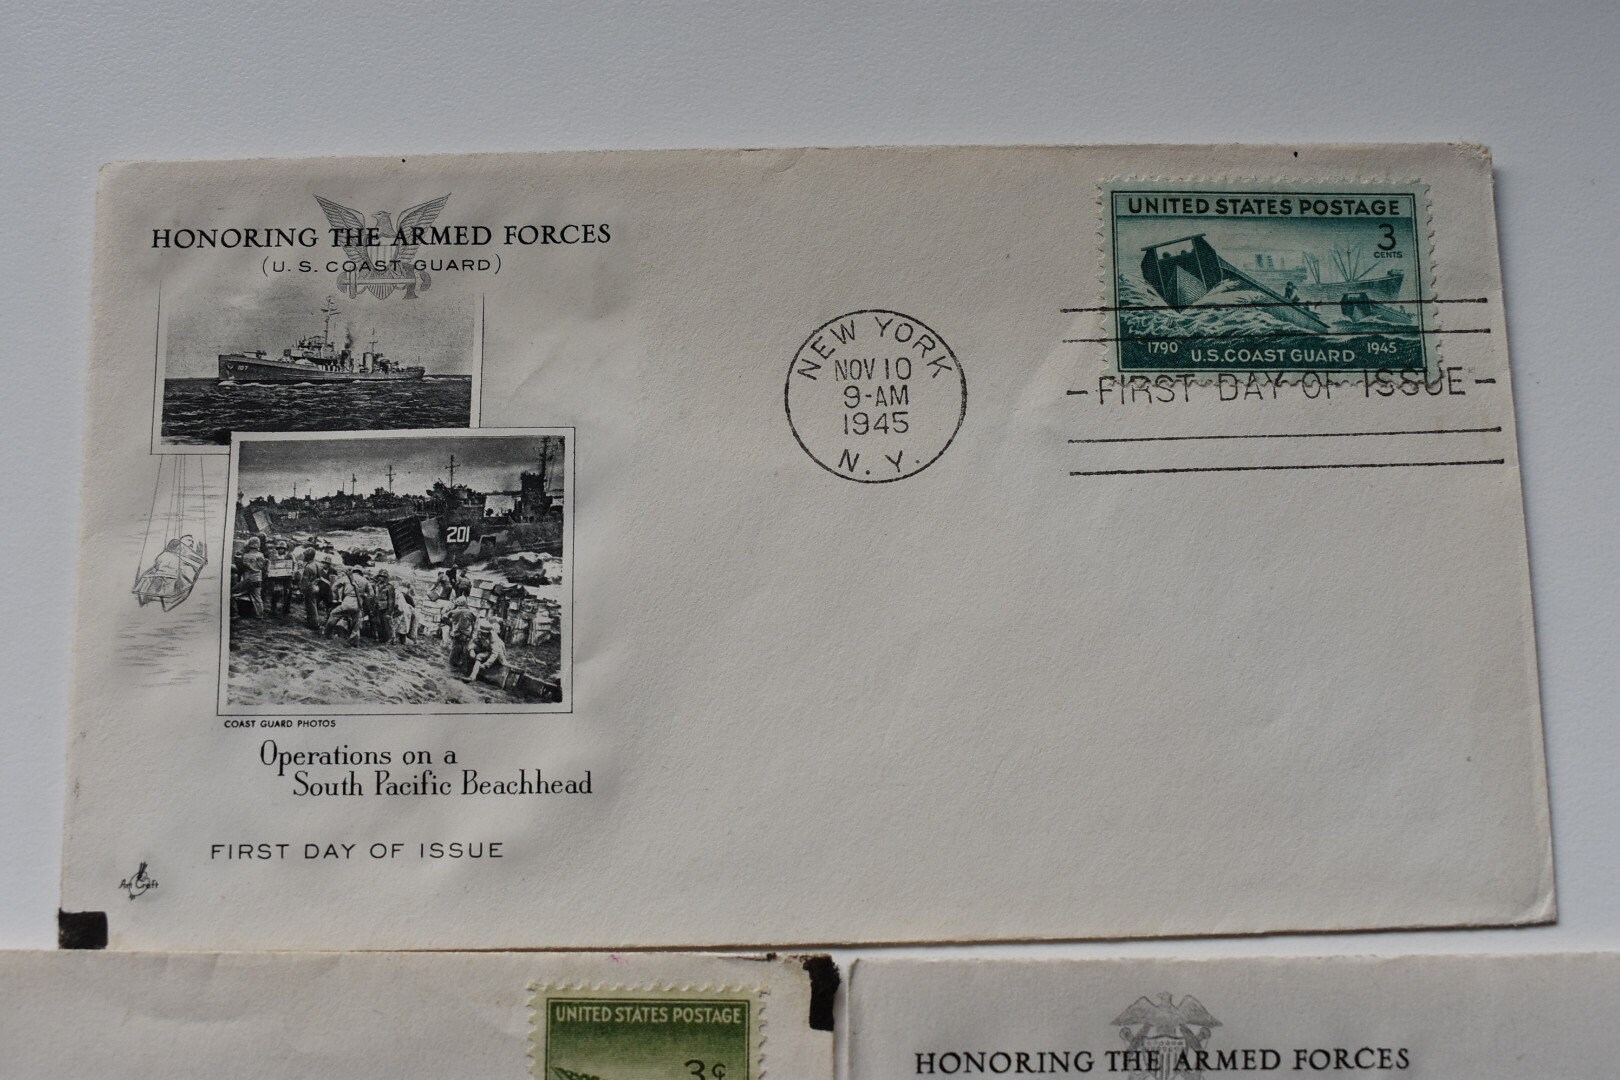 HONORING THE ARMED FORCES
(U. S. COAST GUARD)
201
COAST GUARD PHOTOS
Operations on a
South Pacific Beachhead
FIRST DAY OF ISSUE
Art Craft
NEW YORK
NOV 10
9-AM
1945
N. Y.
UNITED STATES POSTAGE
3
CENTS
1790 U.S. COAST GUARD 1945
- FIRST DAY OF ISSUE -
UNITED STATES POSTAGE
3¢
HONORING THE ARMED FORCES